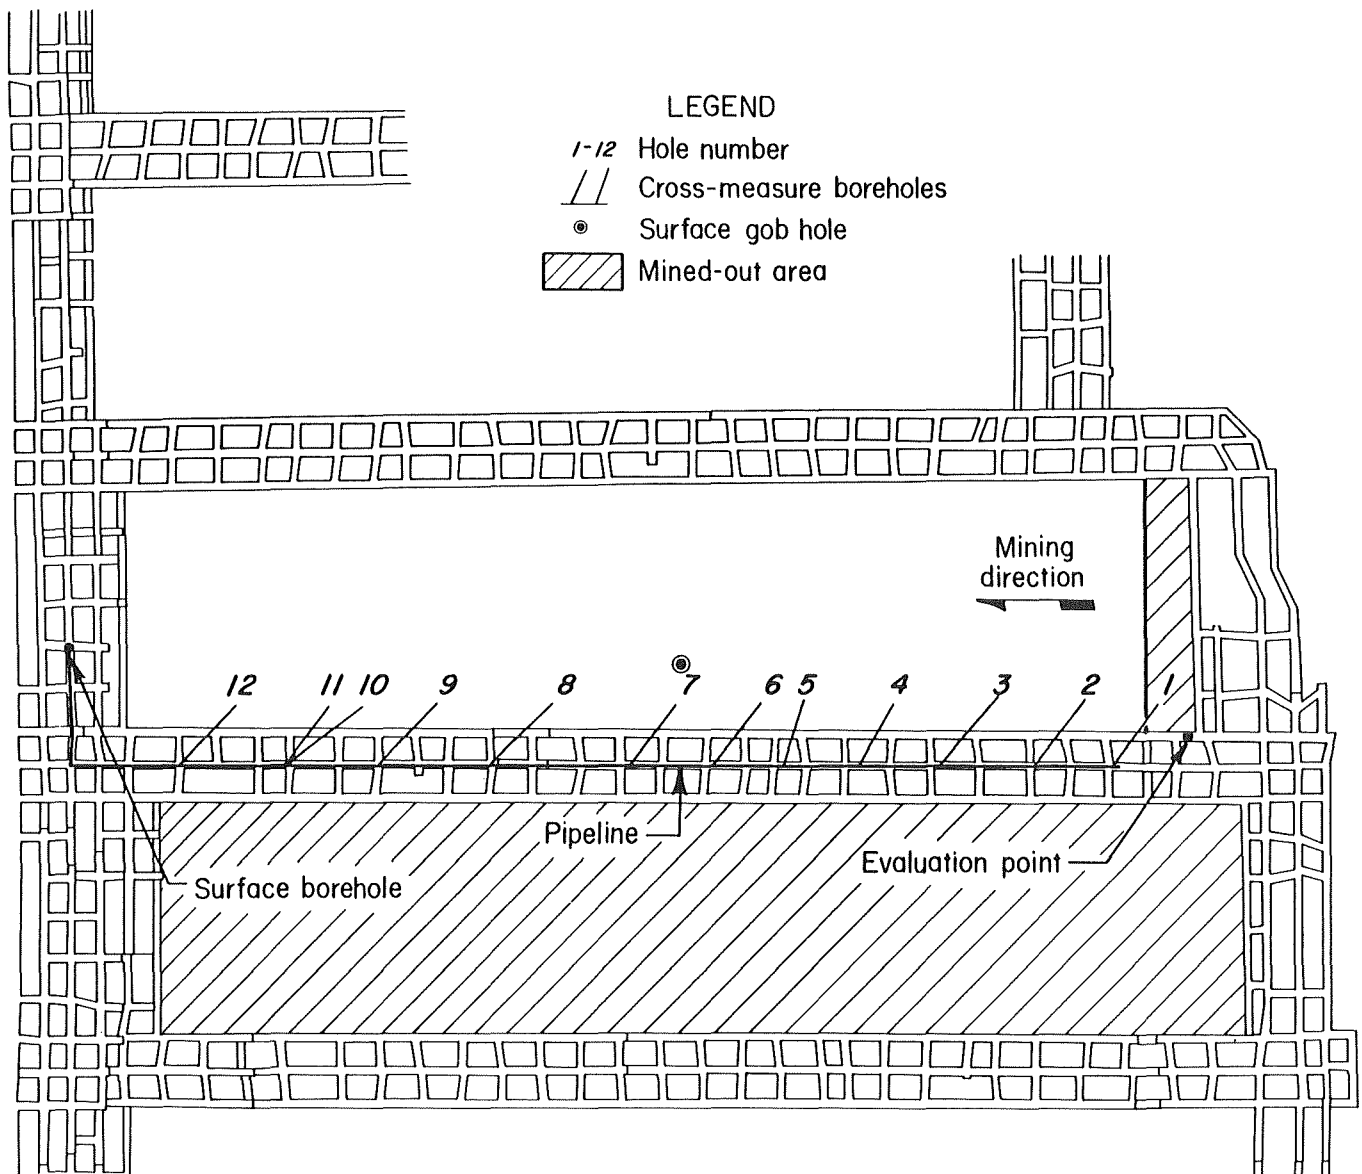 LEGEND
1-12 Hole number
Cross-measure boreholes
Surface gob hole
Mined-out area
Mining
direction
12 11 10 9 8 7 6 5 4 3 2 1
Pipeline
Evaluation point
Surface borehole